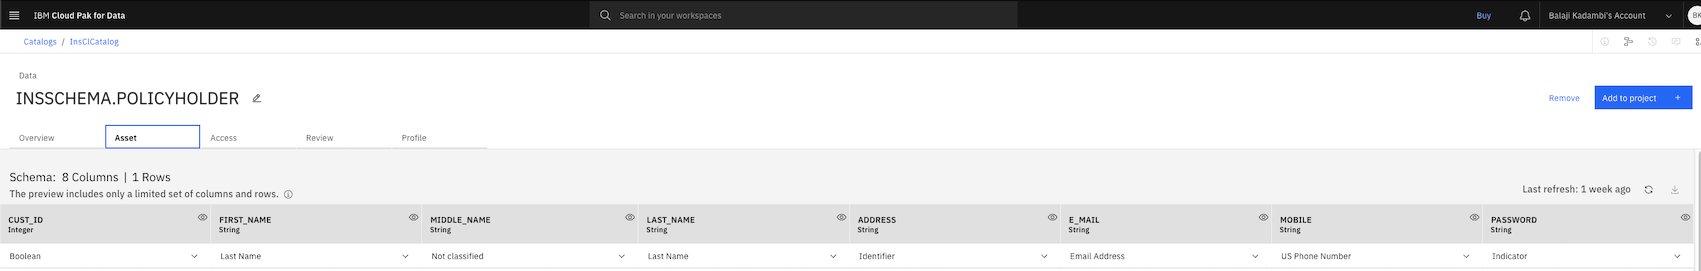 IBM Cloud Pak for Data
Search in your workspaces
Buy
Balaji Kadambi's Account
BK
Catalogs / InsClCatalog
Data
INSSCHEMA.POLICYHOLDER
Remove
Add to project +
Overview Asset Access Review Profile
Schema: 8 Columns | 1 Rows
The preview includes only a limited set of columns and rows.
Last refresh: 1 week ago
CUST_ID FIRST_NAME MIDDLE_NAME LAST_NAME ADDRESS E_MAIL MOBILE PASSWORD
Integer String String String String String String String
Boolean Last Name Not classified Last Name Identifier Email Address US Phone Number Indicator